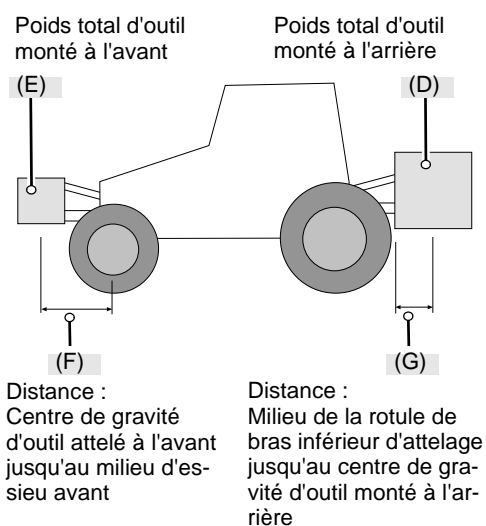 Poids total d'outil
monté à l'avant
(E)
Poids total d'outil
monté à l'arrière
(D)
(F)
Distance :
Centre de gravité
d'outil attelé à l'avant
jusqu'au milieu d'es-
sieu avant
(G)
Distance :
Milieu de la rotule de
bras inférieur d'attelage
jusqu'au centre de gra-
vité d'outil monté à l'ar-
rière